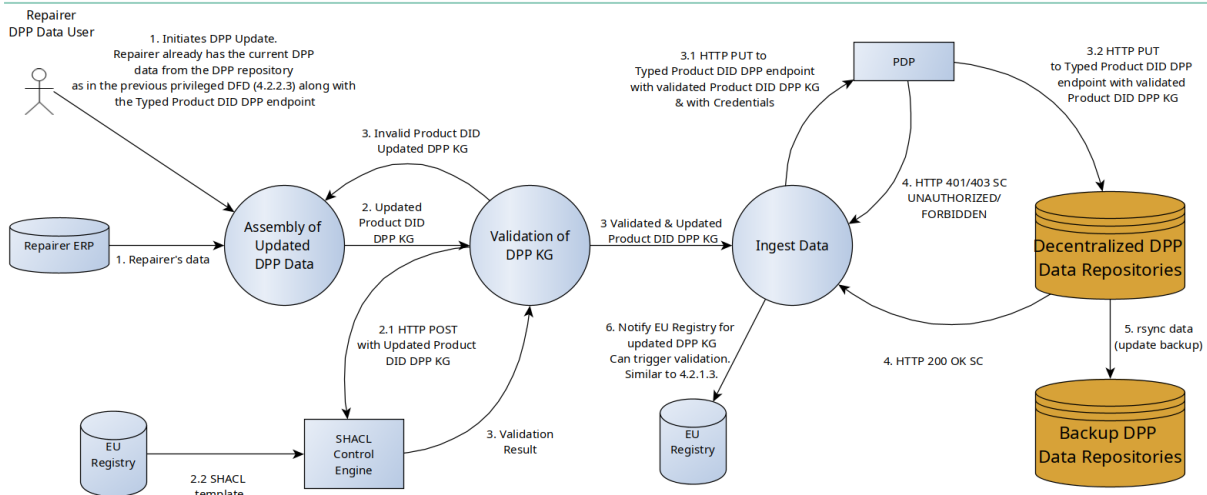 Repairer
DPP Data User
1. Initiates DPP Update.
Repairer already has the current DPP
data from the DPP repository
as in the previous privileged DFD (4.2.2.3) along with
the Typed Product DID DPP endpoint
3. Invalid Product DID
Updated DPP KG
3.1 HTTP PUT to
Typed Product DID DPP endpoint
with validated Product DID DPP KG
& with Credentials
PDP
3.2 HTTP PUT
to Typed Product DID DPP
endpoint with validated
Product DID DPP KG
4. HTTP 401/403 SC
UNAUTHORIZED/
FORBIDDEN
Repairer ERP
1. Repairer's data
Assembly of
Updated
DPP Data
2. Updated
Product DID
DPP KG
Validation of
DPP KG
3 Validated & Updated
Product DID DPP KG
Ingest Data
Decentralized DPP
Data Repositories
2.1 HTTP POST
with Updated Product
DID DPP KG
6. Notify EU Registry for
updated DPP KG
Can trigger validation.
Similar to 4.2.1.3.
4. HTTP 200 OK SC
5. rsync data
(update backup)
EU
Registry
2.2 SHACL
template
SHACL
Control
Engine
3. Validation
Result
EU
Registry
Backup DPP
Data Repositories